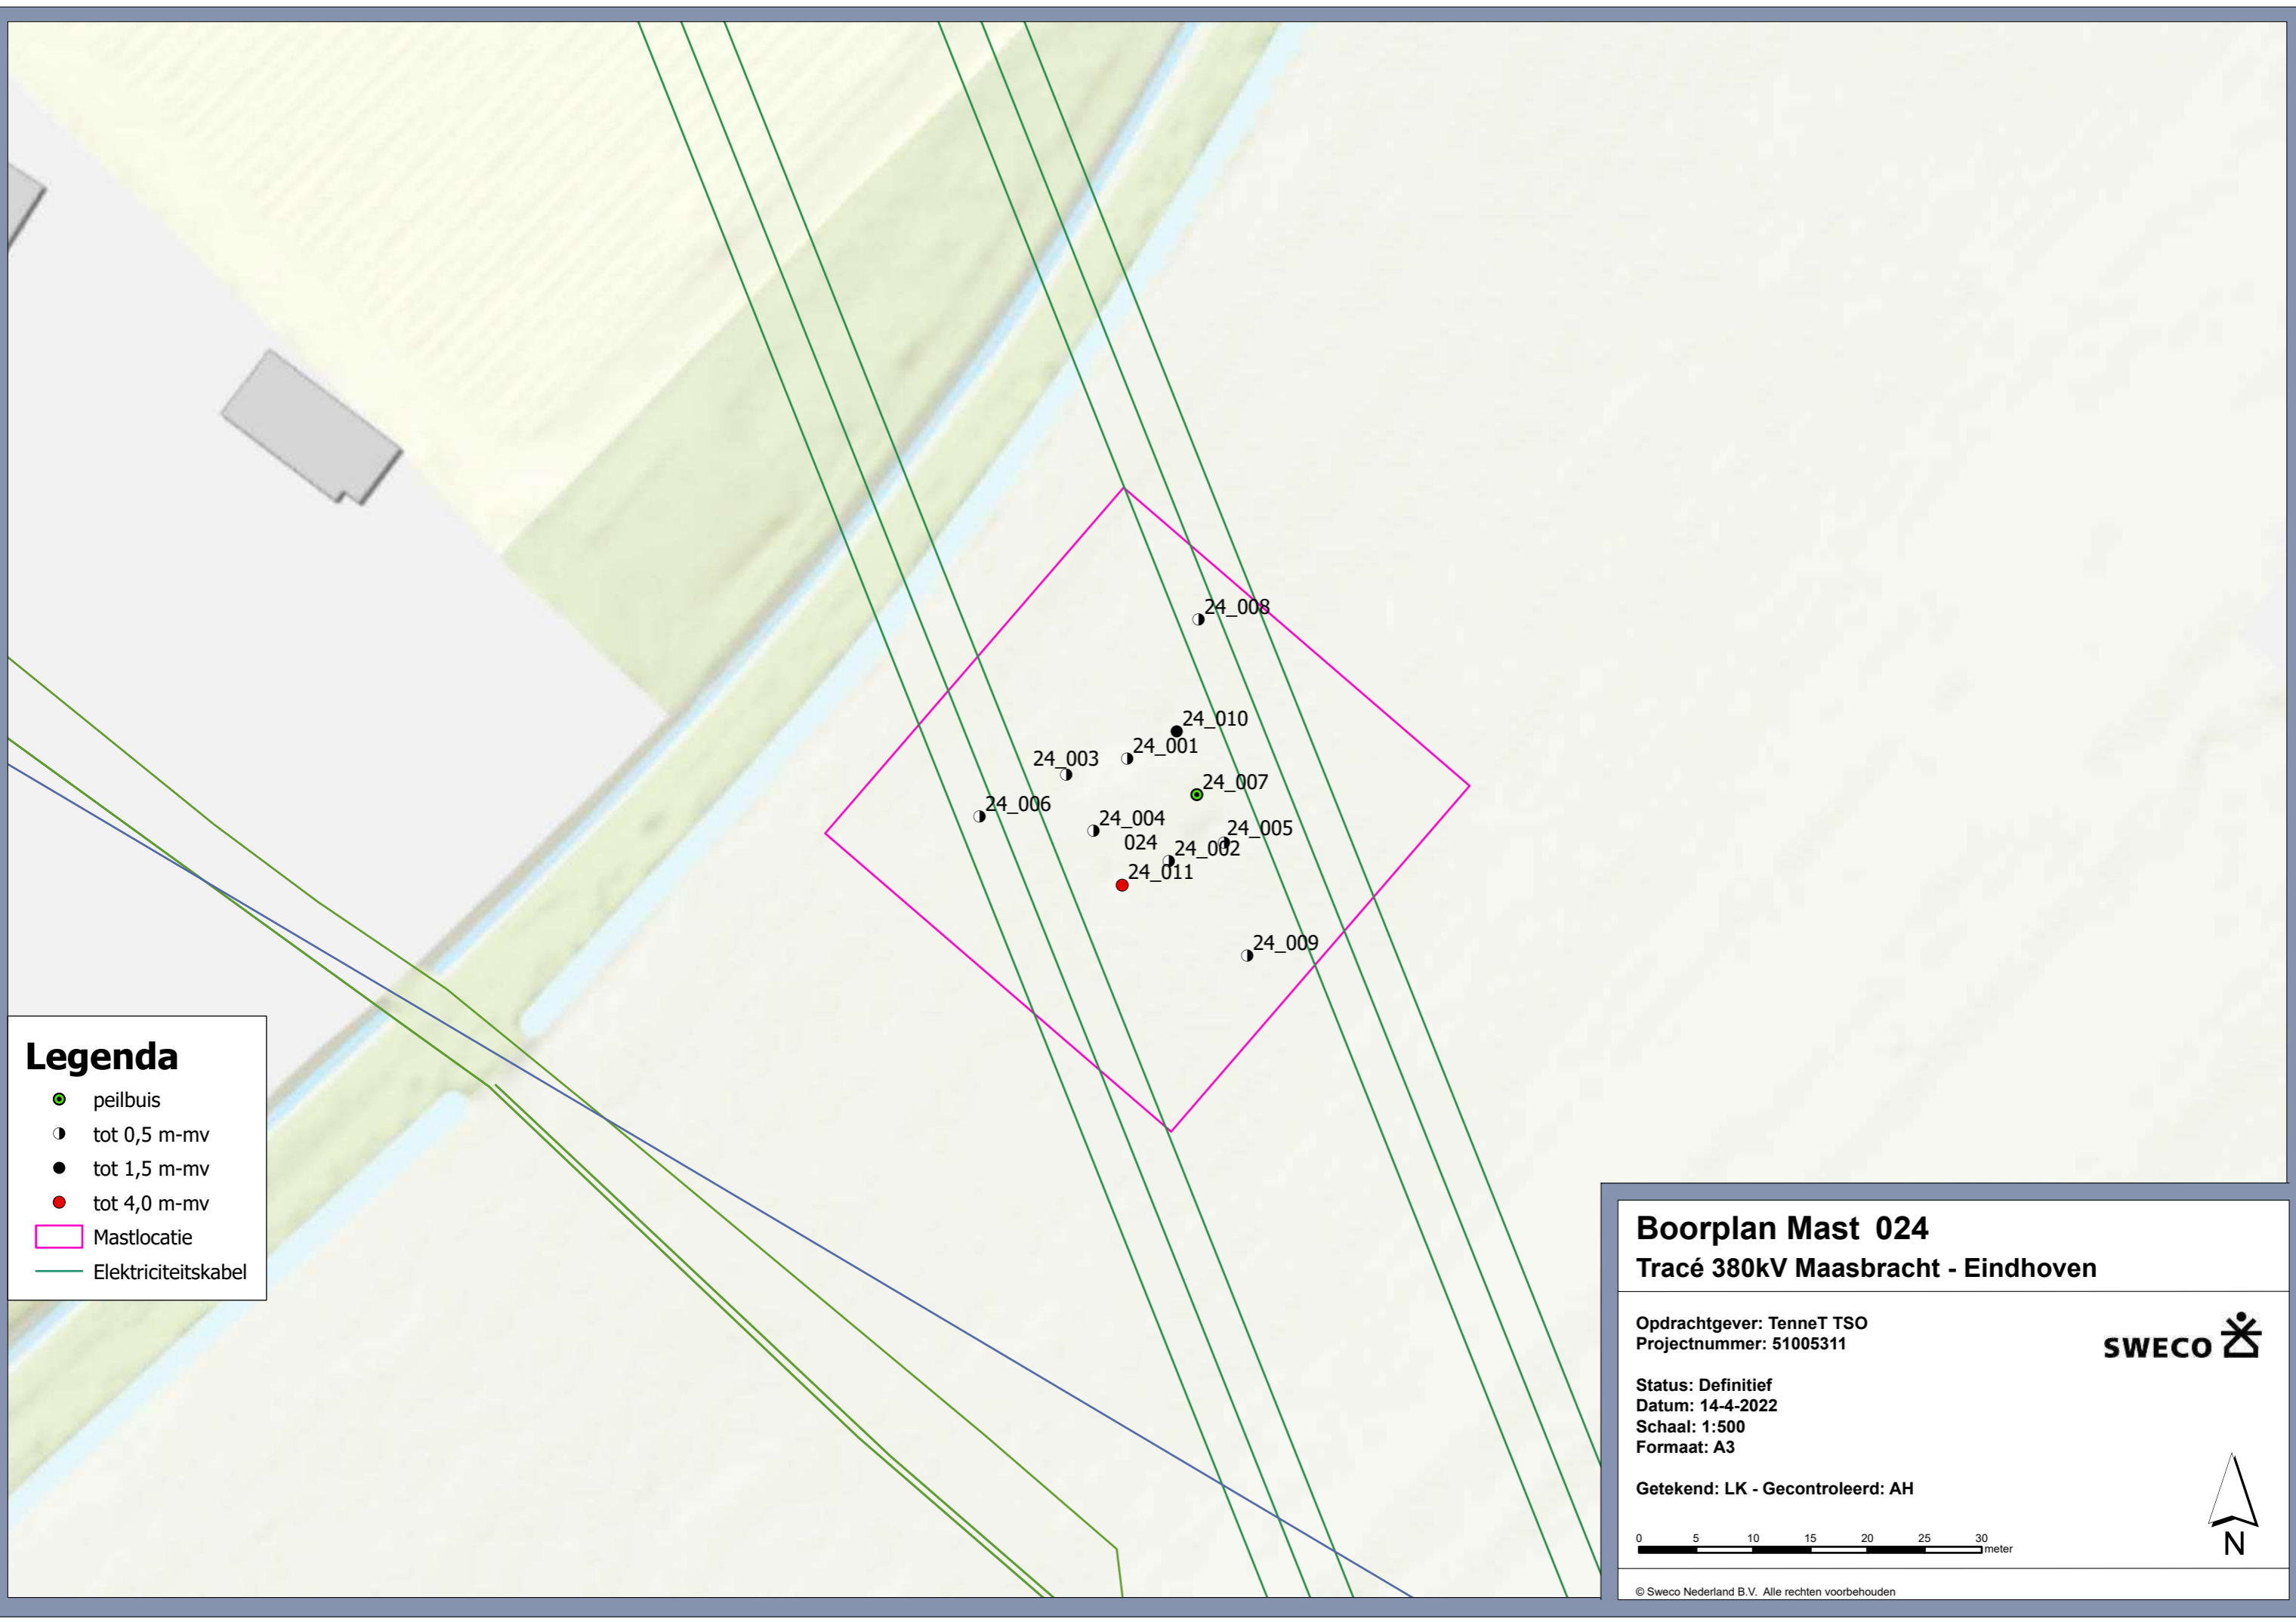 24_008
24_010
24_001
24_003
24_007
24_006
24_004
24_005
024
24_002
24_011
24_009
Legenda
peilbuis
tot 0,5 m-mv
tot 1,5 m-mv
tot 4,0 m-mv
Mastlocatie
Elektriciteitskabel
Boorplan Mast 024
Tracé 380kV Maasbracht - Eindhoven
Opdrachtgever: TenneT TSO
Projectnummer: 51005311
SWECO
Status: Definitief
Datum: 14-4-2022
Schaal: 1:500
Formaat: A3
Getekend: LK - Gecontroleerd: AH
0 5 10 15 20 25 30
meter
N
© Sweco Nederland B.V. Alle rechten voorbehouden